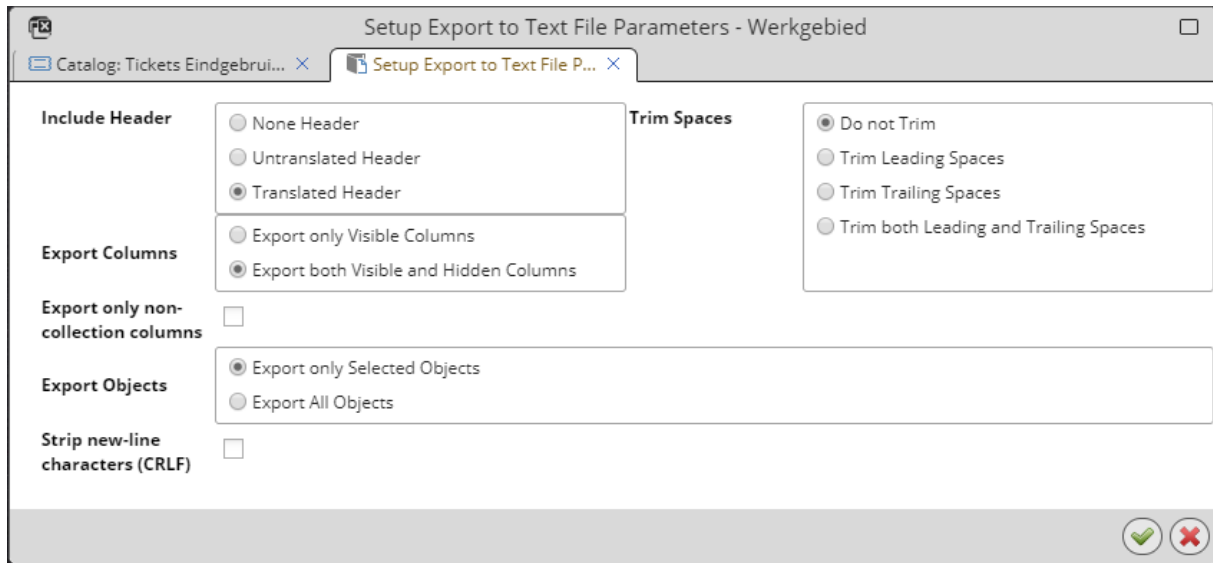 Setup Export to Text File Parameters - Werkgebied
Catalog: Tickets Eindgebrui...
Setup Export to Text File P...
Include Header
None Header
Untranslated Header
Translated Header
Trim Spaces
Do not Trim
Trim Leading Spaces
Trim Trailing Spaces
Trim both Leading and Trailing Spaces
Export Columns
Export only Visible Columns
Export both Visible and Hidden Columns
Export only non-
collection columns
Export Objects
Export only Selected Objects
Export All Objects
Strip new-line
characters (CRLF)